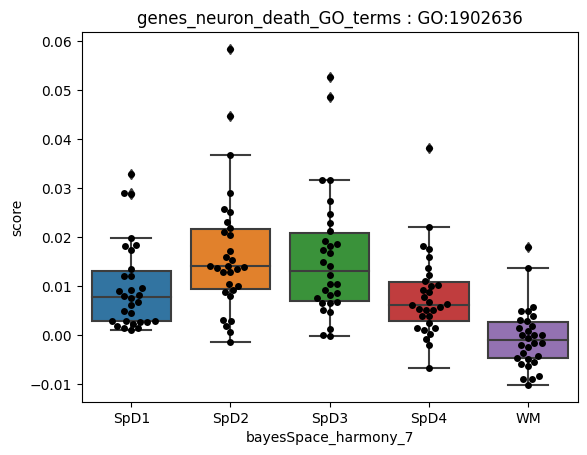 genes_neuron_death_GO_terms : GO:1902636
0.06
0.05
0.04
0.03
0.02
0.01
0.00
−0.01
score
SpD1 SpD2 SpD3 SpD4 WM
bayesSpace_harmony_7